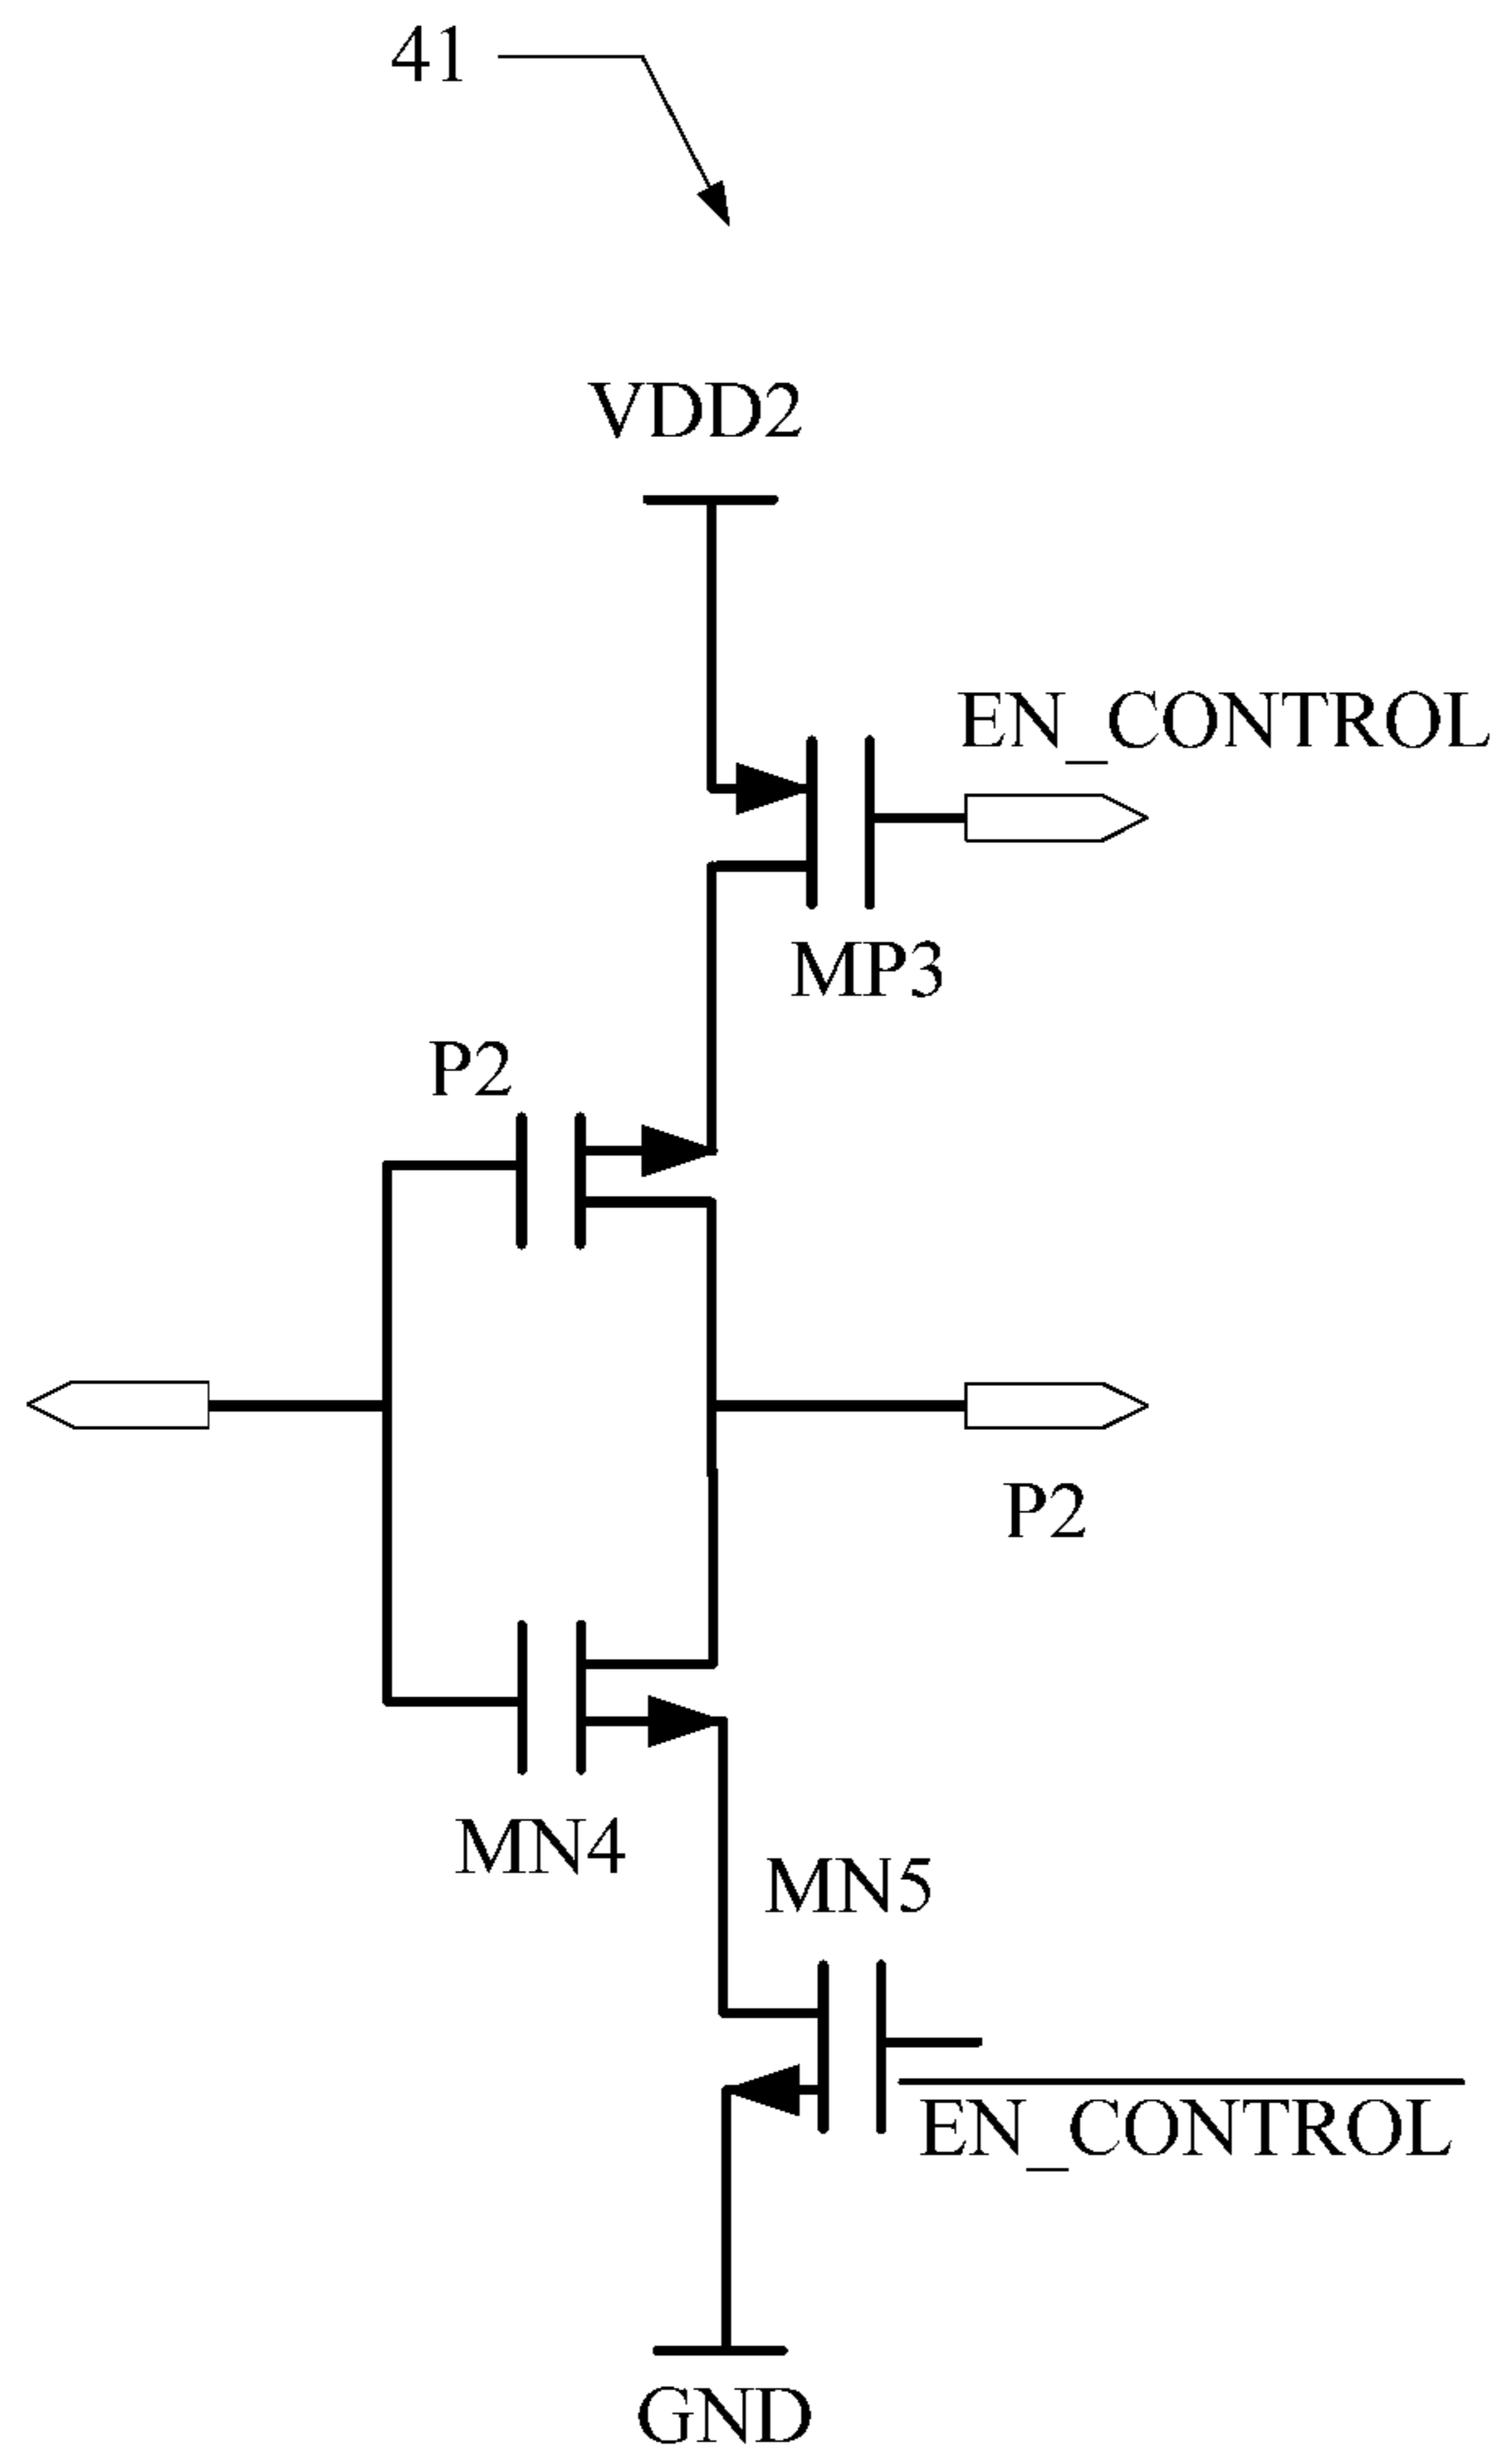 41
VDD2
EN_CONTROL
MP3
P2
P2
MN4
MN5
EN_CONTROL
GND